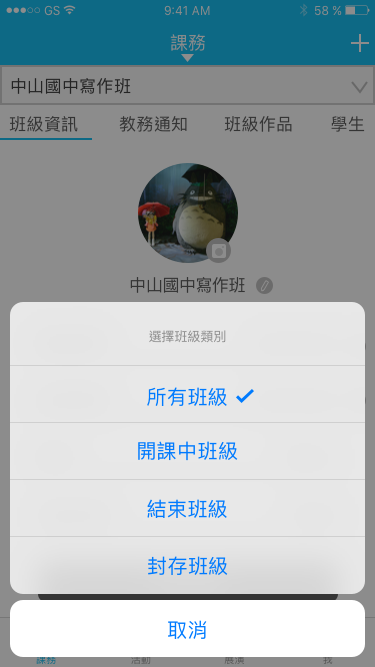 GS 9:41 AM 58 %
課務
中山國中寫作班
班級資訊 教務通知 班級作品 學生
中山國中寫作班
選擇班級類別
所有班級
開課中班級
結束班級
封存班級
取消
課務 活動 展演 我